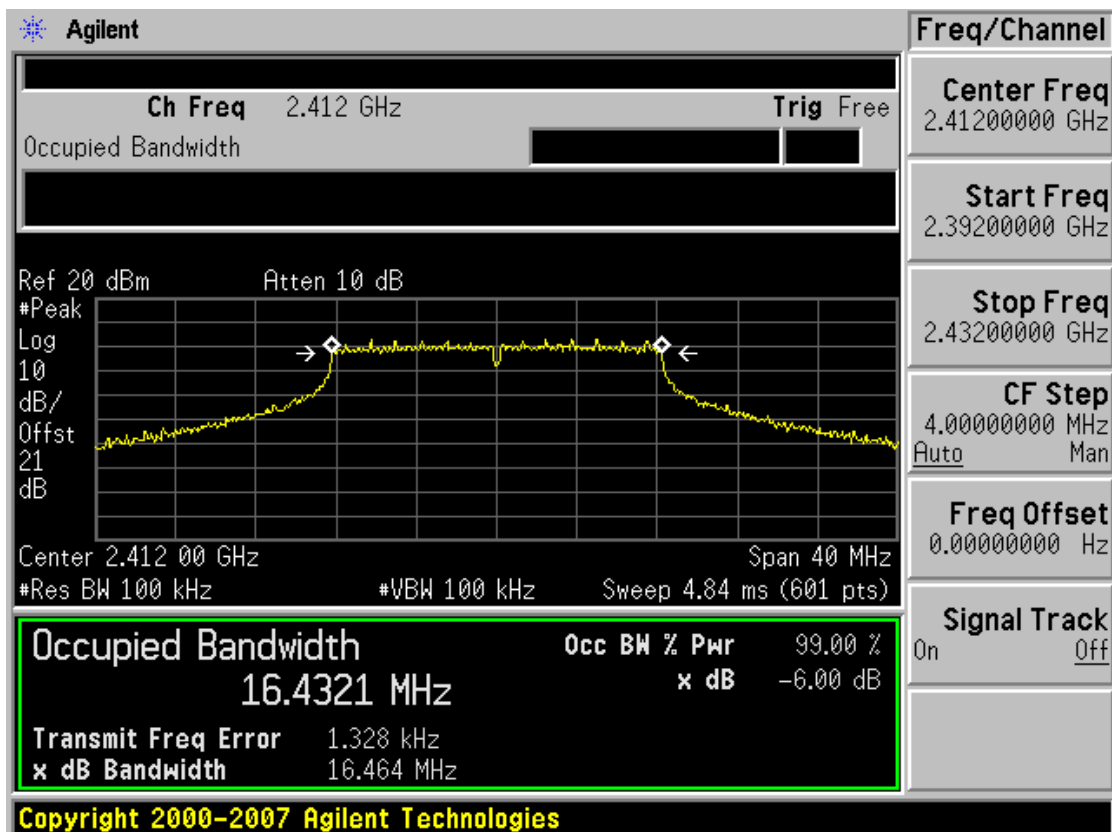 Agilent
Freq/Channel
Ch Freq 2.412 GHz Trig Free
Occupied Bandwidth
Center Freq
2.41200000 GHz
Start Freq
2.39200000 GHz
Stop Freq
2.43200000 GHz
CF Step
4.00000000 MHz
Auto Man
Freq Offset
0.00000000 Hz
Signal Track
On Off
Ref 20 dBm Atten 10 dB
#Peak
Log
10
dB/
Offst
21
dB
Center 2.412 00 GHz Span 40 MHz
#Res BW 100 kHz #VBW 100 kHz Sweep 4.84 ms (601 pts)
Occupied Bandwidth Occ BW % Pwr 99.00 %
16.4321 MHz x dB -6.00 dB
Transmit Freq Error 1.328 kHz
x dB Bandwidth 16.464 MHz
Copyright 2000-2007 Agilent Technologies